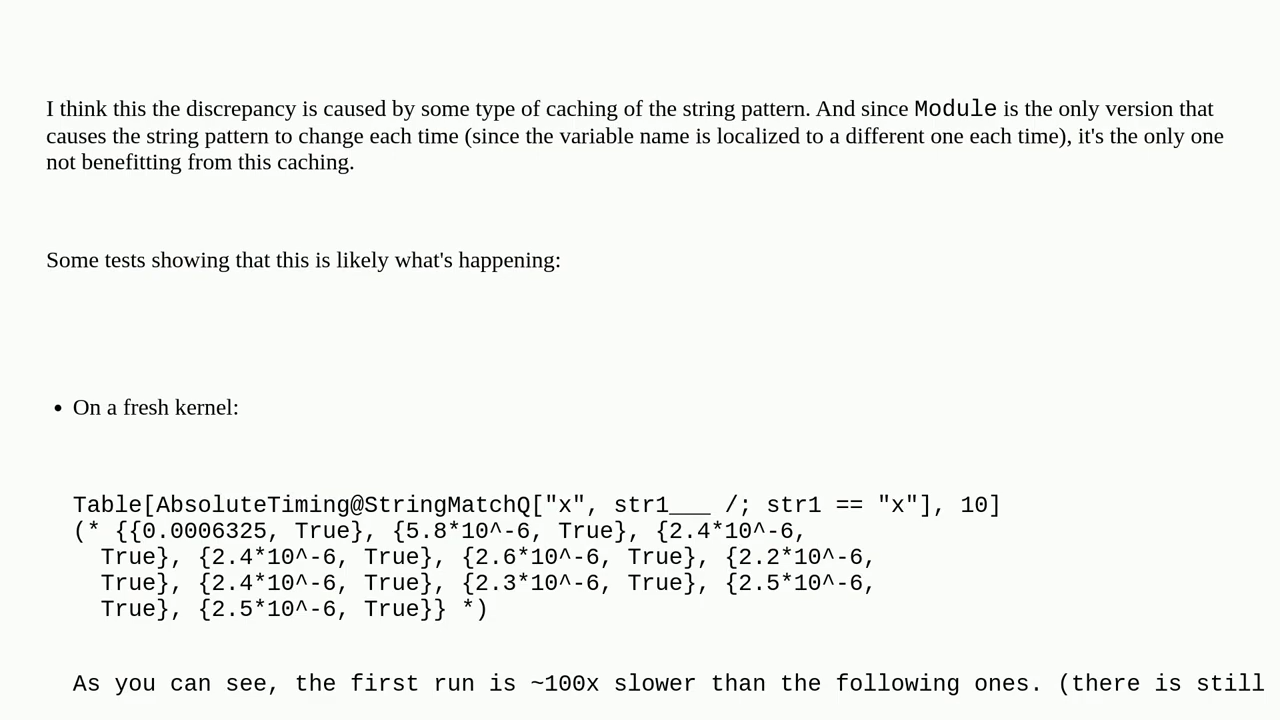 I think this the discrepancy is caused by some type of caching of the string pattern. And since Module is the only version that
causes the string pattern to change each time (since the variable name is localized to a different one each time), it's the only one
not benefitting from this caching.
Some tests showing that this is likely what's happening:
• On a fresh kernel:
Table[AbsoluteTiming@StringMatchQ["x", str1___ /; str1 == "x"], 10]
(* {{0.0006325, True}, {5.8*10^-6, True}, {2.4*10^-6,
  True}, {2.4*10^-6, True}, {2.6*10^-6, True}, {2.2*10^-6,
  True}, {2.4*10^-6, True}, {2.3*10^-6, True}, {2.5*10^-6,
  True}, {2.5*10^-6, True}} *)
As you can see, the first run is ~100x slower than the following ones. (there is still